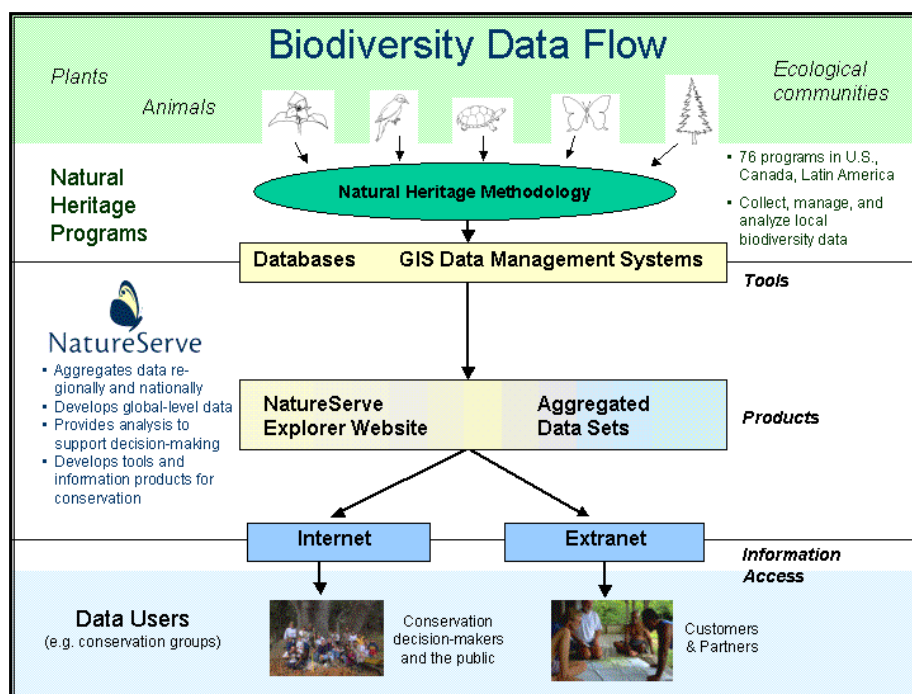 Biodiversity Data Flow
Plants
Animals
Ecological
communities
Natural
Heritage
Programs
Natural Heritage Methodology
▪ 76 programs in U.S.,
Canada, Latin America
▪ Collect, manage, and
analyze local
biodiversity data
Databases GIS Data Management Systems
Tools
NatureServe
▪ Aggregates data re-
gionally and nationally
▪ Develops global-level data
▪ Provides analysis to
support decision-making
▪ Develops tools and
information products for
conservation
NatureServe
Explorer Website
Aggregated
Data Sets
Products
Internet
Extranet
Information
Access
Data Users
(e.g. conservation groups)
Conservation
decision-makers
and the public
Customers
& Partners